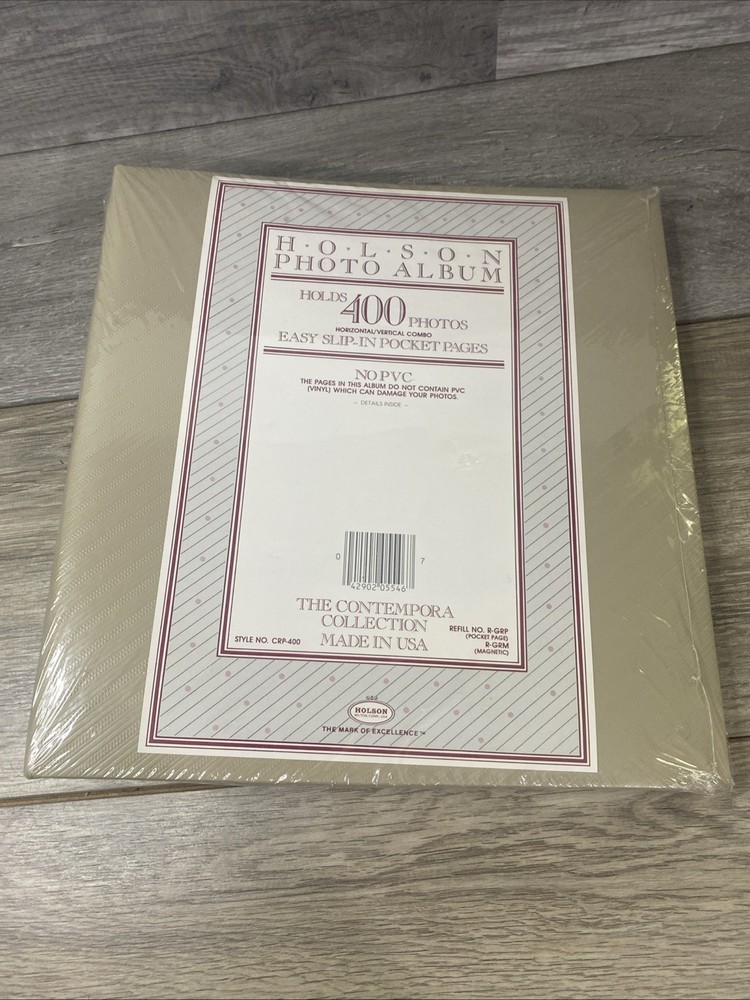 H·O·L·S·O·N
PHOTO ALBUM
HOLDS 400 PHOTOS
HORIZONTAL/VERTICAL COMBO
EASY SLIP-IN POCKET PAGES
NO PVC
THE PAGES IN THIS ALBUM DO NOT CONTAIN PVC
(VINYL) WHICH CAN DAMAGE YOUR PHOTOS.
– DETAILS INSIDE –
0 42902 05546 7
THE CONTEMPORA
COLLECTION
MADE IN USA
STYLE NO. CRP-400
REFILL NO. R-GRP
(POCKET PAGE)
R-GRM
(MAGNETIC)
HOLSON
THE MARK OF EXCELLENCE™